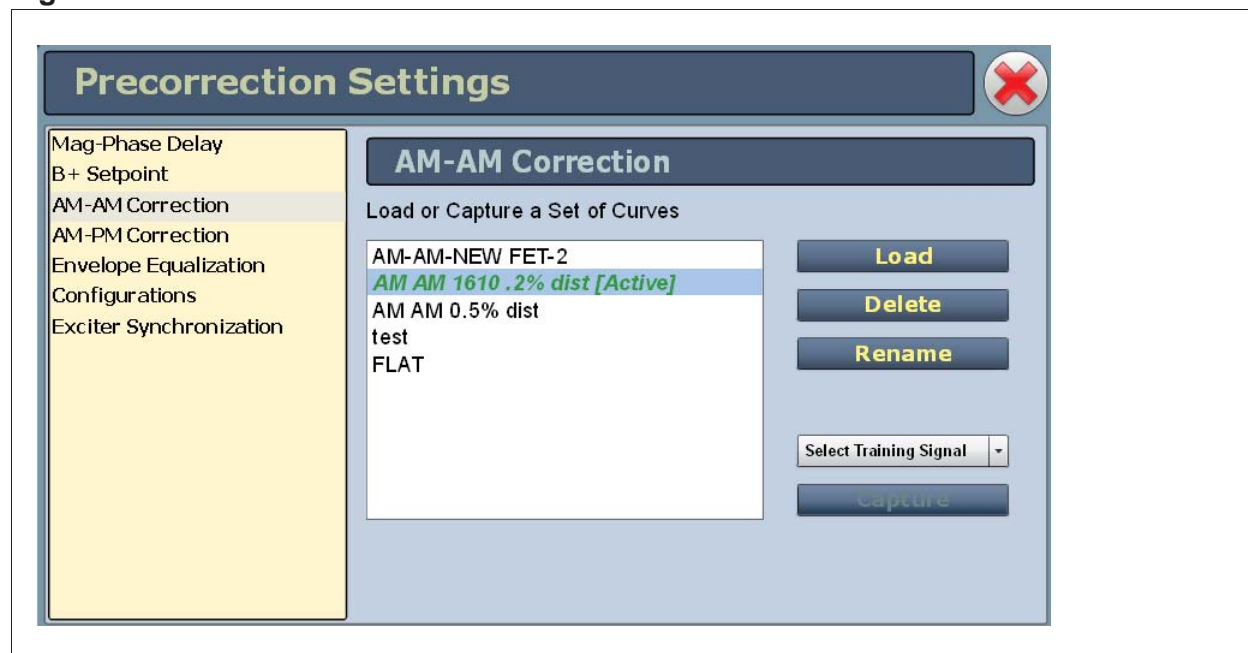 Precorrection Settings
Mag-Phase Delay
B+ Setpoint
AM-AM Correction
AM-PM Correction
Envelope Equalization
Configurations
Exciter Synchronization
AM-AM Correction
Load or Capture a Set of Curves
AM-AM-NEW FET-2
AM AM 1610 .2% dist [Active]
AM AM 0.5% dist
test
FLAT
Load
Delete
Rename
Select Training Signal
Capture